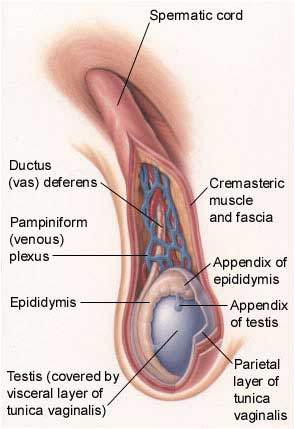 Spermatic cord
Ductus
(vas) deferens
Cremasteric
muscle
and fascia
Pampiniform
(venous)
plexus
Appendix of
epididymis
Epididymis
Appendix
of testis
Testis (covered by
visceral layer of
tunica vaginalis)
Parietal
layer of
tunica
vaginalis